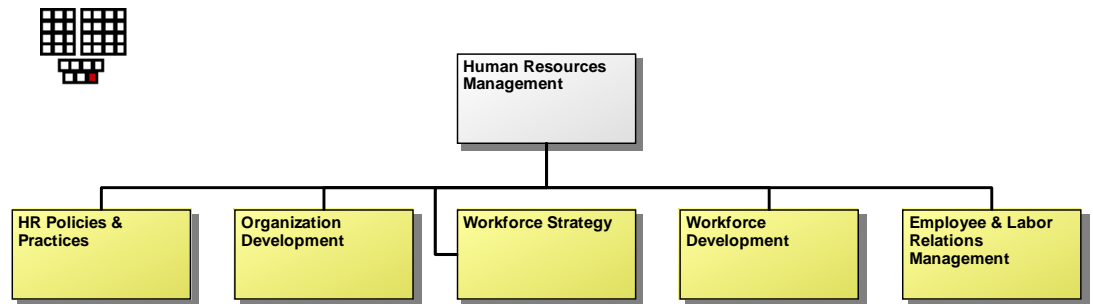 Human Resources
Management
HR Policies &
Practices
Organization
Development
Workforce Strategy
Workforce
Development
Employee & Labor
Relations
Management